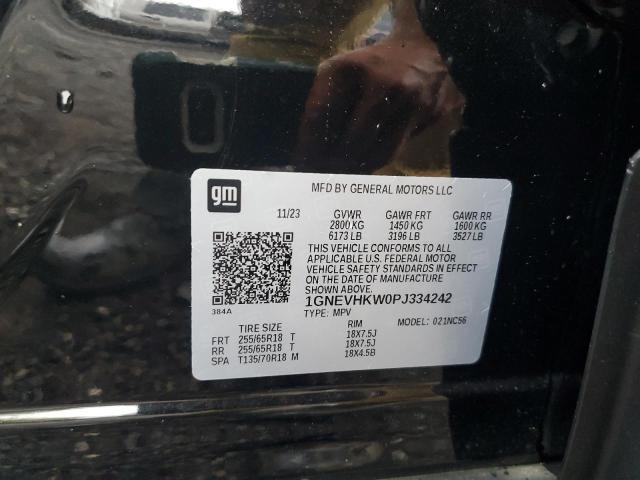 gm
MFD BY GENERAL MOTORS LLC
11/23 GVWR GAWR FRT GAWR RR
2800 KG 1450 KG 1600 KG
6173 LB 3196 LB 3527 LB
THIS VEHICLE CONFORMS TO ALL
APPLICABLE U.S. FEDERAL MOTOR
VEHICLE SAFETY STANDARDS IN EFFECT
ON THE DATE OF MANUFACTURE
SHOWN ABOVE.
1GNEVHKW0PJ334242
384A
TYPE: MPV
MODEL: 021NC56
TIRE SIZE RIM
FRT 255/65R18 T 18X7.5J
RR 255/65R18 T 18X7.5J
SPA T135/70R18 M 18X4.5B